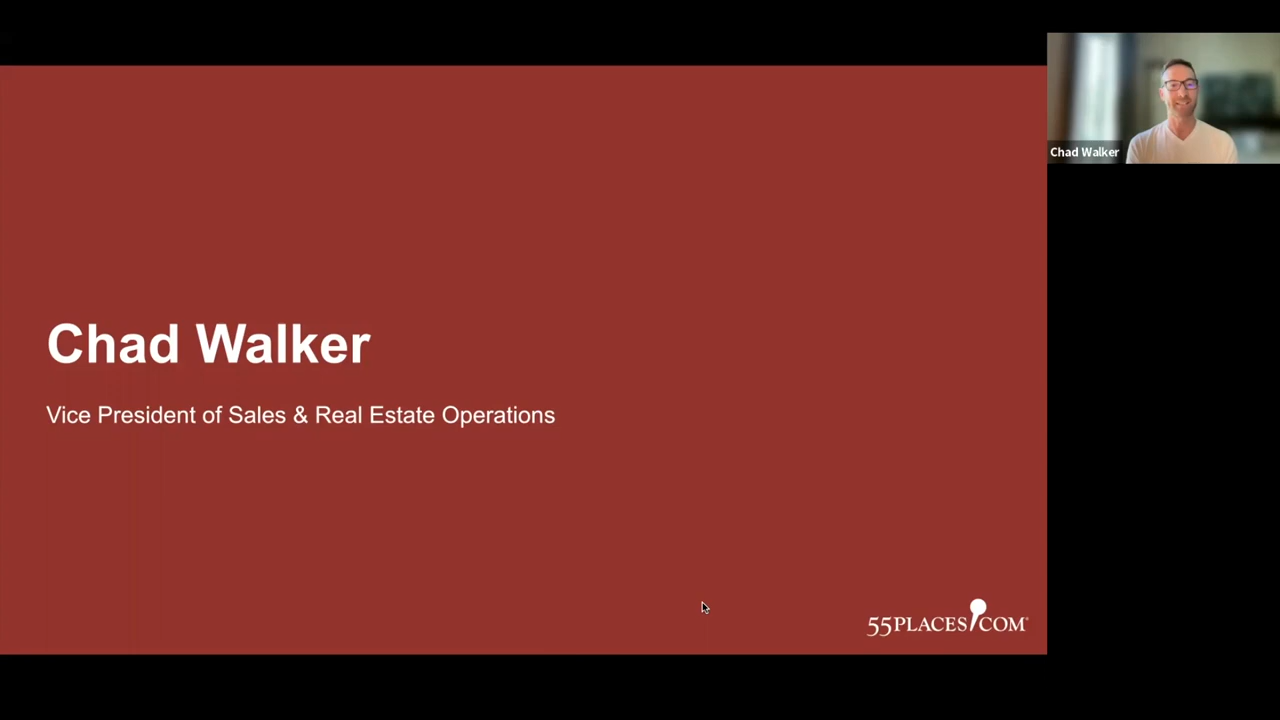 Chad Walker
Chad Walker
Vice President of Sales & Real Estate Operations
55PLACES.COM®